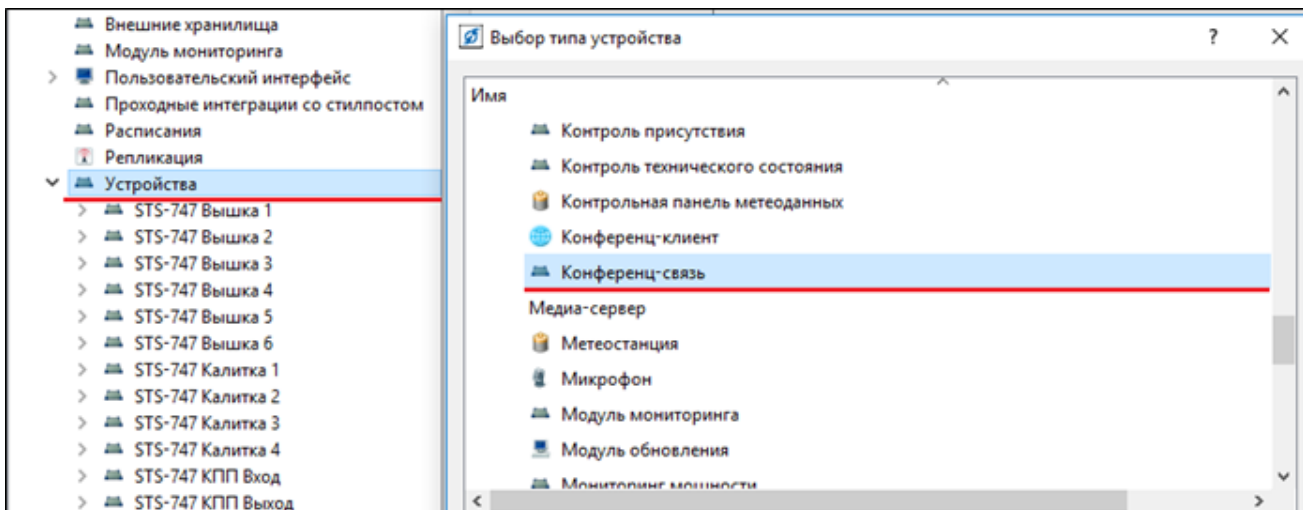 Внешние хранилища
Модуль мониторинга
Пользовательский интерфейс
Проходные интеграции со стилпостом
Расписания
Репликация
Устройства
STS-747 Вышка 1
STS-747 Вышка 2
STS-747 Вышка 3
STS-747 Вышка 4
STS-747 Вышка 5
STS-747 Вышка 6
STS-747 Калитка 1
STS-747 Калитка 2
STS-747 Калитка 3
STS-747 Калитка 4
STS-747 КПП Вход
STS-747 КПП Выход
Выбор типа устройства
Имя
Контроль присутствия
Контроль технического состояния
Контрольная панель метеоданных
Конференц-клиент
Конференц-связь
Медиа-сервер
Метеостанция
Микрофон
Модуль мониторинга
Модуль обновления
Мониторинг мощности